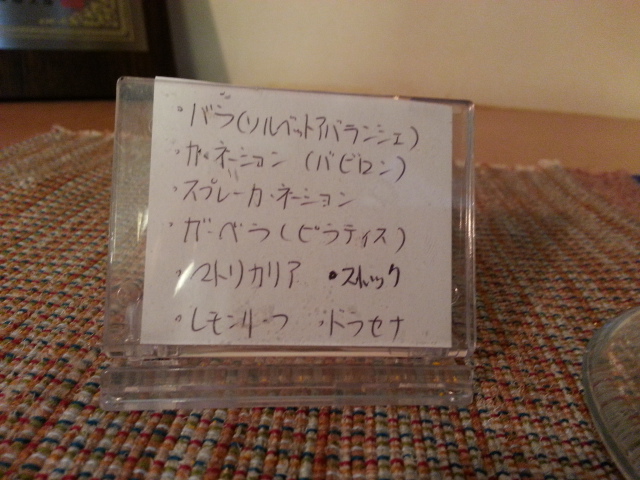 ・バラ(ソルベットアバランシェ)
・カーネーション (バビロン)
・スプレーカーネーション
・ガーベラ(ピラティス)
・マトリカリア ・ストック
・レモンリーフ ・ドラセナ